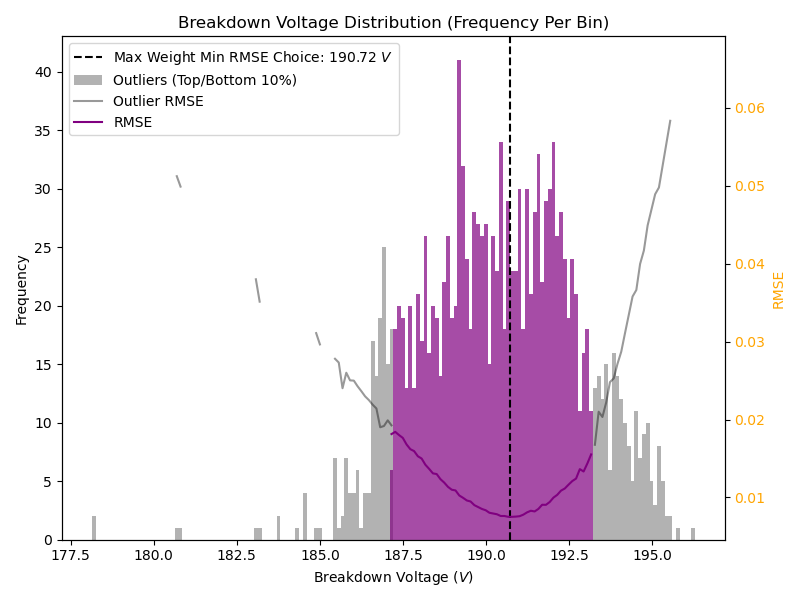 Breakdown Voltage Distribution (Frequency Per Bin)
Max Weight Min RMSE Choice: 190.72 V
Outliers (Top/Bottom 10%)
Outlier RMSE
RMSE
40
35
30
25
20
15
10
5
0
Frequency
0.06
0.05
0.04
0.03
0.02
0.01
RMSE
177.5 180.0 182.5 185.0 187.5 190.0 192.5 195.0
Breakdown Voltage (V)